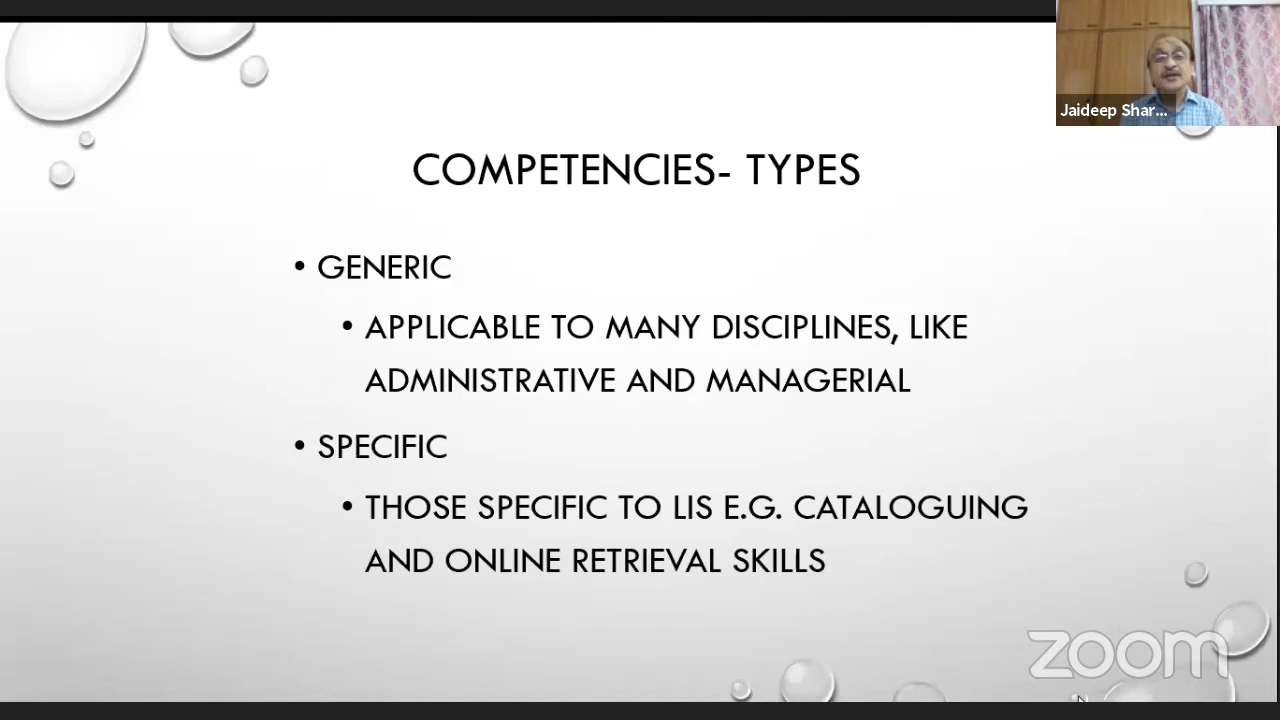 Jaideep Shar...
COMPETENCIES- TYPES
• GENERIC
• APPLICABLE TO MANY DISCIPLINES, LIKE
ADMINISTRATIVE AND MANAGERIAL
• SPECIFIC
• THOSE SPECIFIC TO LIS E.G. CATALOGUING
AND ONLINE RETRIEVAL SKILLS
zoom